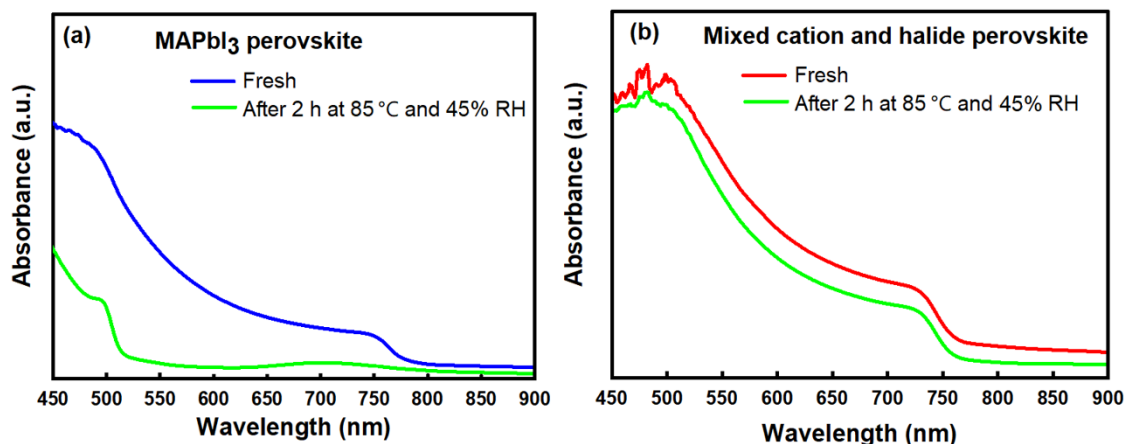 (a)
MAPbI₃ perovskite
Fresh
After 2 h at 85 °C and 45% RH
Absorbance (a.u.)
450 500 550 600 650 700 750 800 850 900
Wavelength (nm)
(b)
Mixed cation and halide perovskite
Fresh
After 2 h at 85 °C and 45% RH
Absorbance (a.u.)
450 500 550 600 650 700 750 800 850 900
Wavelength (nm)